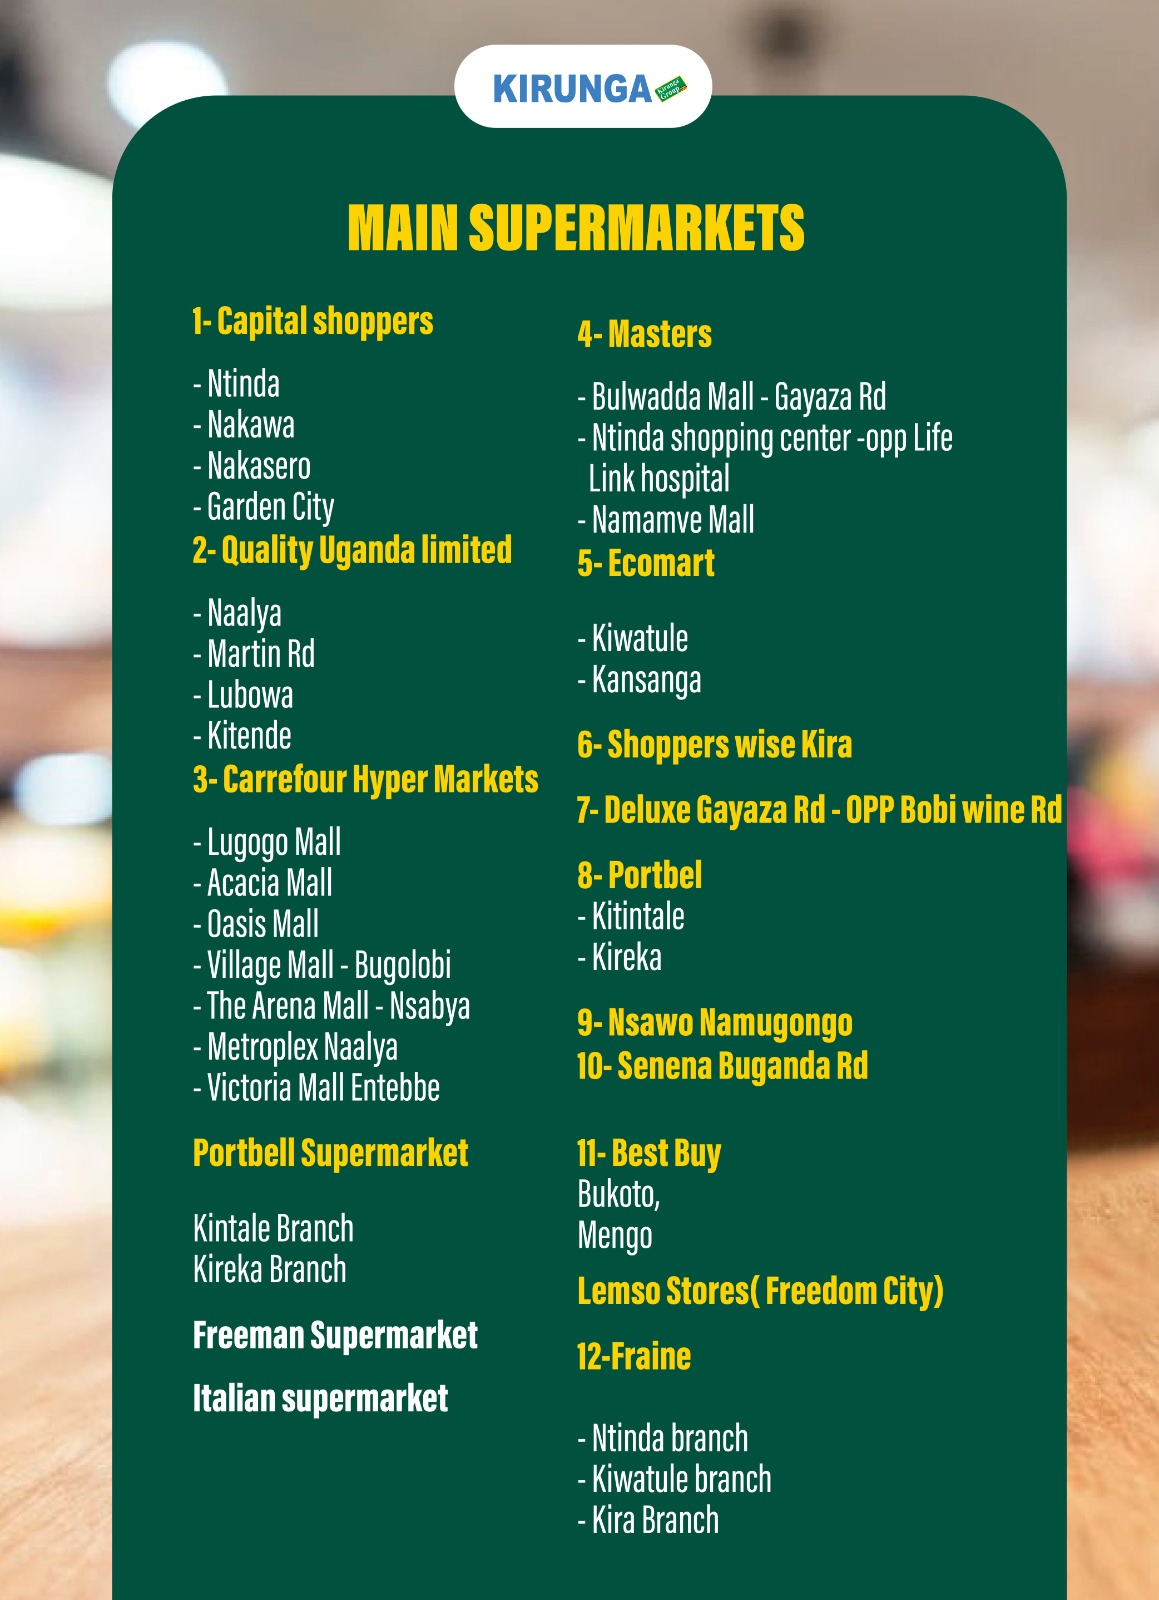 KIRUNGA
Kirunga
Group
MAIN SUPERMARKETS
1- Capital shoppers
- Ntinda
- Nakawa
- Nakasero
- Garden City
2- Quality Uganda limited
- Naalya
- Martin Rd
- Lubowa
- Kitende
3- Carrefour Hyper Markets
- Lugogo Mall
- Acacia Mall
- Oasis Mall
- Village Mall - Bugolobi
- The Arena Mall - Nsabya
- Metroplex Naalya
- Victoria Mall Entebbe
Portbell Supermarket
Kintale Branch
Kireka Branch
Freeman Supermarket
Italian supermarket
4- Masters
- Bulwadda Mall - Gayaza Rd
- Ntinda shopping center -opp Life
Link hospital
- Namamve Mall
5- Ecomart
- Kiwatule
- Kansanga
6- Shoppers wise Kira
7- Deluxe Gayaza Rd - OPP Bobi wine Rd
8- Portbel
- Kitintale
- Kireka
9- Nsawo Namugongo
10- Senena Buganda Rd
11- Best Buy
Bukoto,
Mengo
Lemso Stores( Freedom City)
12-Fraine
- Ntinda branch
- Kiwatule branch
- Kira Branch